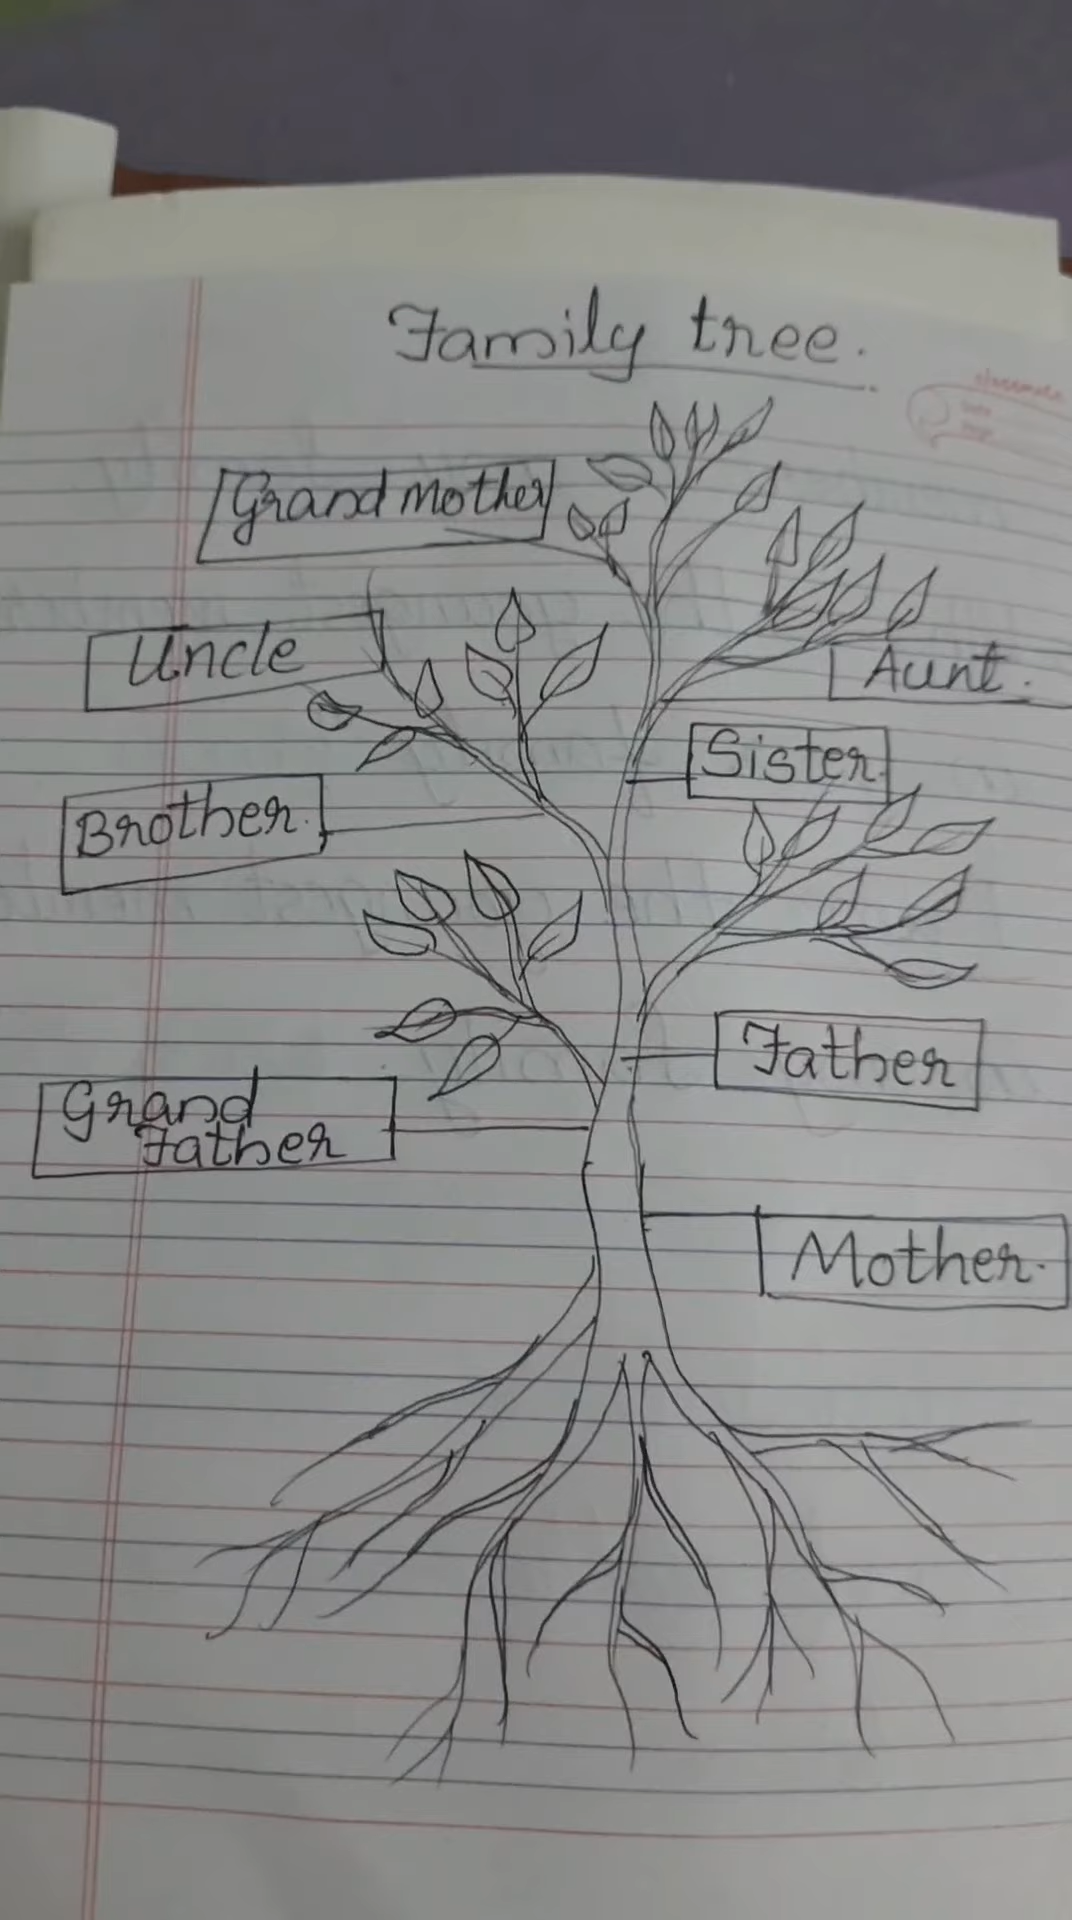 Family tree.
Grand mother
Uncle
Aunt.
Sister.
Brother.
Father
Grand
Father
Mother.